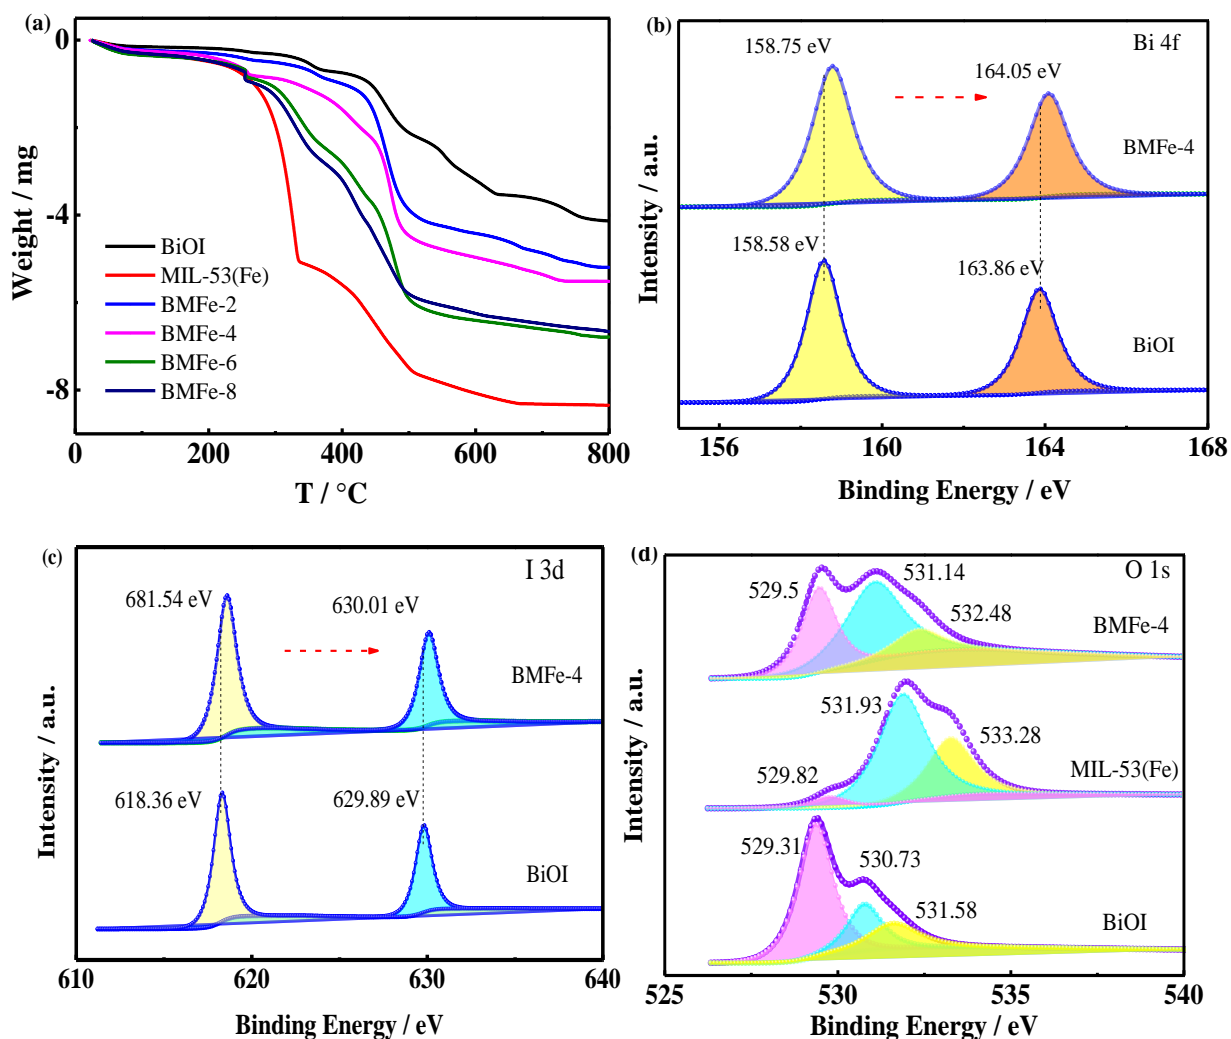 (a)
0
-4
-8
Weight / mg
BiOI
MIL-53(Fe)
BMFe-2
BMFe-4
BMFe-6
BMFe-8
0 200 400 600 800
T / °C
(b)
Bi 4f
158.75 eV
164.05 eV
BMFe-4
158.58 eV
163.86 eV
BiOI
Intensity / a.u.
156 160 164 168
Binding Energy / eV
(c)
I 3d
681.54 eV
630.01 eV
BMFe-4
618.36 eV
629.89 eV
BiOI
Intensity / a.u.
610 620 630 640
Binding Energy / eV
(d)
O 1s
529.5
531.14
532.48
BMFe-4
531.93
533.28
529.82
MIL-53(Fe)
529.31
530.73
531.58
BiOI
Intensity / a.u.
525 530 535 540
Binding Energy / eV